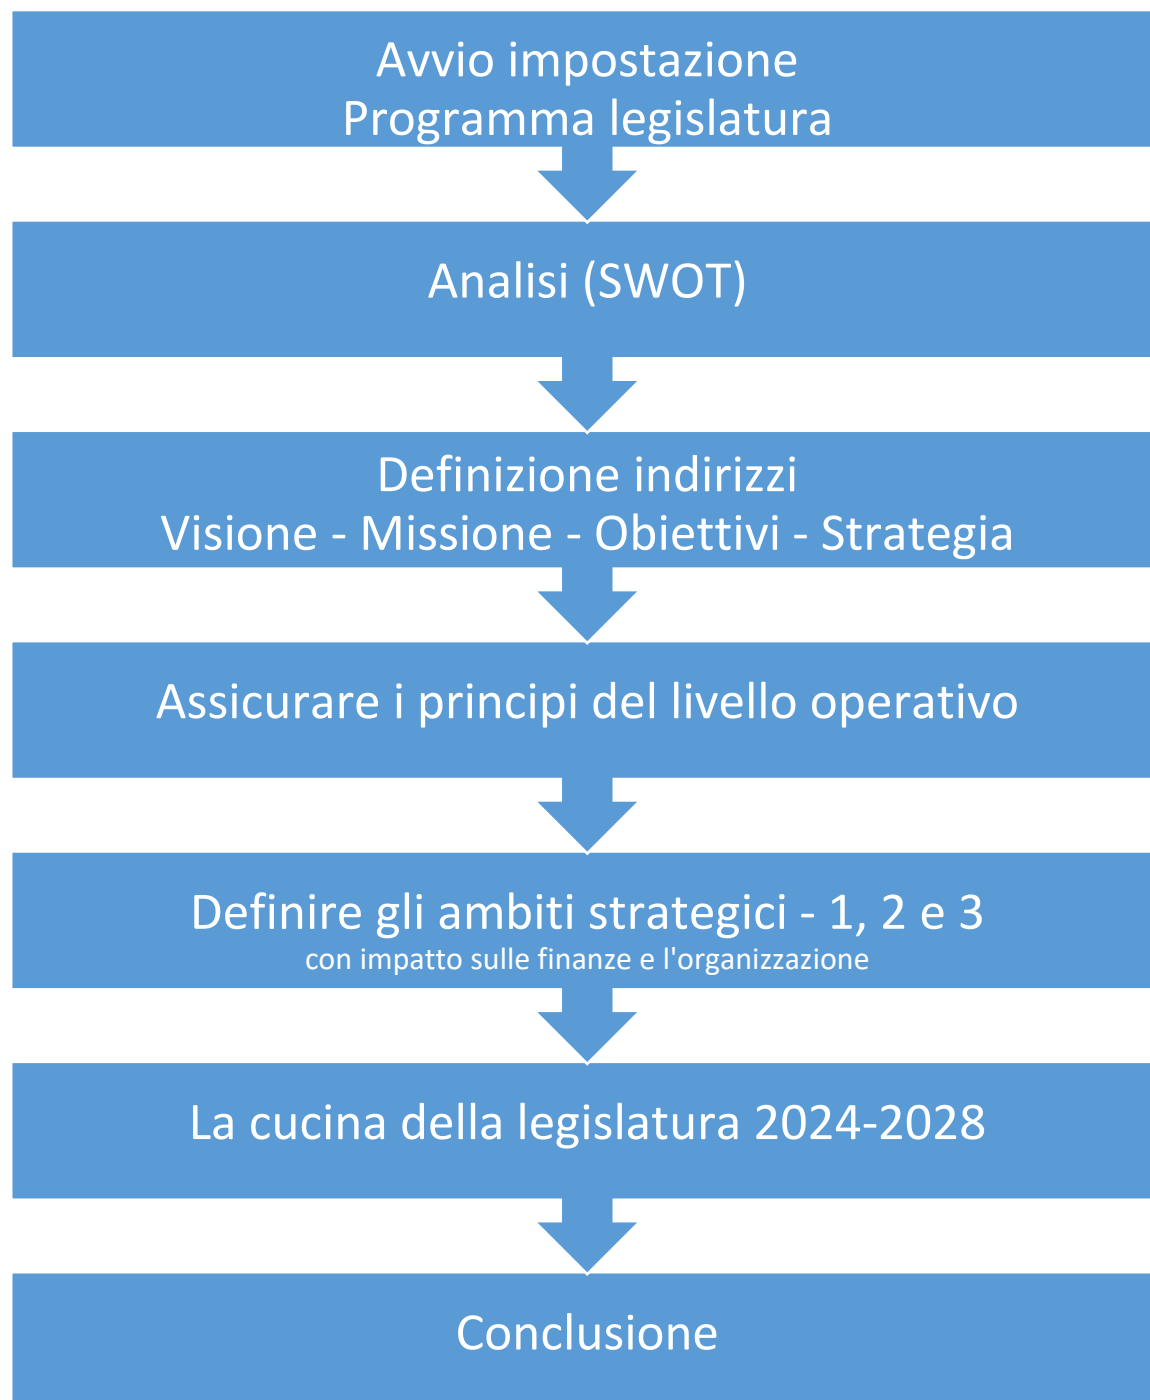 Avvio impostazione
Programma legislatura
Analisi (SWOT)
Definizione indirizzi
Visione - Missione - Obiettivi - Strategia
Assicurare i principi del livello operativo
Definire gli ambiti strategici - 1, 2 e 3
con impatto sulle finanze e l'organizzazione
La cucina della legislatura 2024-2028
Conclusione